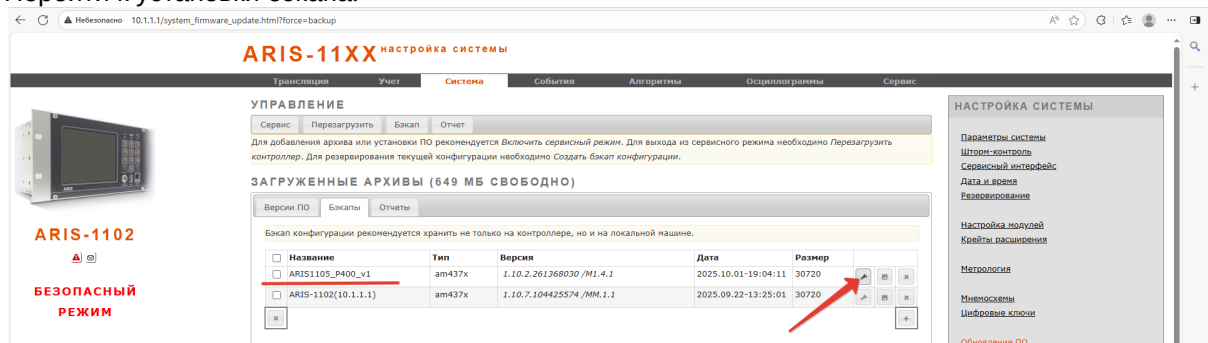 Перейти к установки бэкапа.
Небезопасно 10.1.1.1/system_firmware_update.html?force=backup
ARIS-11XX настройка системы
Трансляция Учет Система События Алгоритмы Осциллограммы Сервис
УПРАВЛЕНИЕ
Сервис Перезагрузить Бэкап Отчет
Для добавления архива или установки ПО рекомендуется Включить сервисный режим. Для выхода из сервисного режима необходимо Перезагрузить
контроллер. Для резервирования текущей конфигурации необходимо Создать бэкап конфигурации.
ЗАГРУЖЕННЫЕ АРХИВЫ (649 МБ СВОБОДНО)
Версии ПО Бэкапы Отчеты
Бэкап конфигурации рекомендуется хранить не только на контроллере, но и на локальной машине.
Название Тип Версия Дата Размер
ARIS1105_P400_v1 am437x 1.10.2.261368030 /M1.4.1 2025.10.01-19:04:11 30720
ARIS-1102(10.1.1.1) am437x 1.10.7.104425574 /MM.1.1 2025.09.22-13:25:01 30720
ARIS-1102
БЕЗОПАСНЫЙ
РЕЖИМ
НАСТРОЙКА СИСТЕМЫ
Параметры системы
Шторм-контроль
Сервисный интерфейс
Дата и время
Резервирование
Настройка модулей
Крейты расширения
Метрология
Мнемосхемы
Цифровые ключи
Обновление ПО